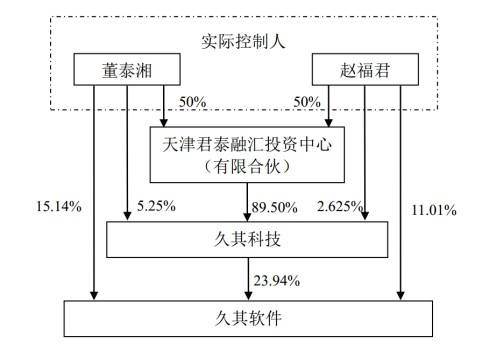 实际控制人
董泰湘
赵福君
50%
50%
天津君泰融汇投资中心
（有限合伙）
15.14%
5.25%
89.50%
2.625%
11.01%
久其科技
23.94%
久其软件